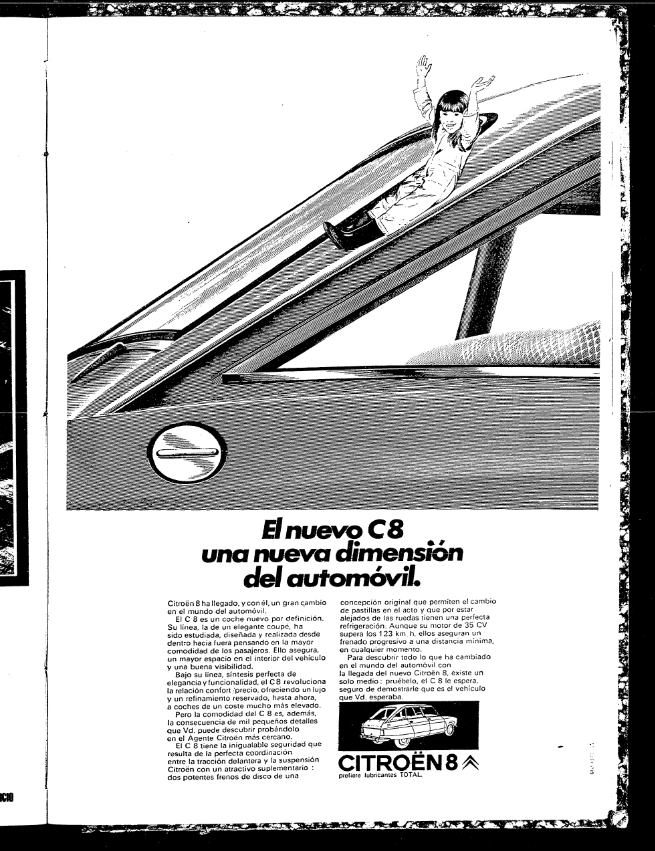 El nuevo C8
una nueva dimensión
del automóvil.
Citroën 8 ha llegado, y con él, un gran cambio
en el mundo del automóvil.
El C 8 es un coche nuevo por definición.
Su línea, la de un elegante coupé, ha
sido estudiada, diseñada y realizada desde
dentro hacia fuera pensando en la mayor
comodidad de los pasajeros. Ello asegura,
un mayor espacio en el interior del vehículo
y una buena visibilidad.
Bajo su línea, síntesis perfecta de
elegancia y funcionalidad, el C8 revoluciona
la relación confort/precio, ofreciendo un lujo
y un refinamiento reservado, hasta ahora,
a coches de un coste mucho más elevado.
Pero la comodidad del C 8 es, además,
la consecuencia de mil pequeños detalles
que Vd. puede descubrir probándolo
en el Agente Citroën más cercano.
El C 8 tiene la inigualable seguridad que
resulta de la perfecta coordinación
entre la tracción delantera y la suspensión
Citroën con un atractivo suplementario :
dos potentes frenos de disco de una
concepción original que permiten el cambio
de pastillas en el acto y que por estar
alejados de las ruedas tienen una perfecta
refrigeración. Aunque su motor de 35 CV
supera los 123 km. h. ellos aseguran un
frenado progresivo a una distancia mínima,
en cualquier momento.
Para descubrir todo lo que ha cambiado
en el mundo del automóvil con
la llegada del nuevo Citroën 8, existe un
solo medio : pruébelo, el C 8 le espera,
seguro de demostrarle que es el vehículo
que Vd. esperaba.
CITROËN 8
prefiere lubricantes TOTAL.